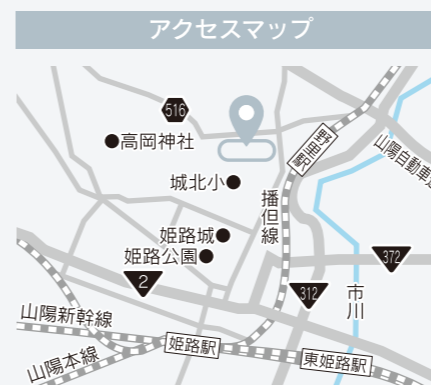 アクセスマップ
516
高岡神社
野里駅
山陽自動車道
城北小
播但線
姫路城
姫路公園
372
2
312
市川
山陽新幹線
姫路駅
山陽本線
東姫路駅